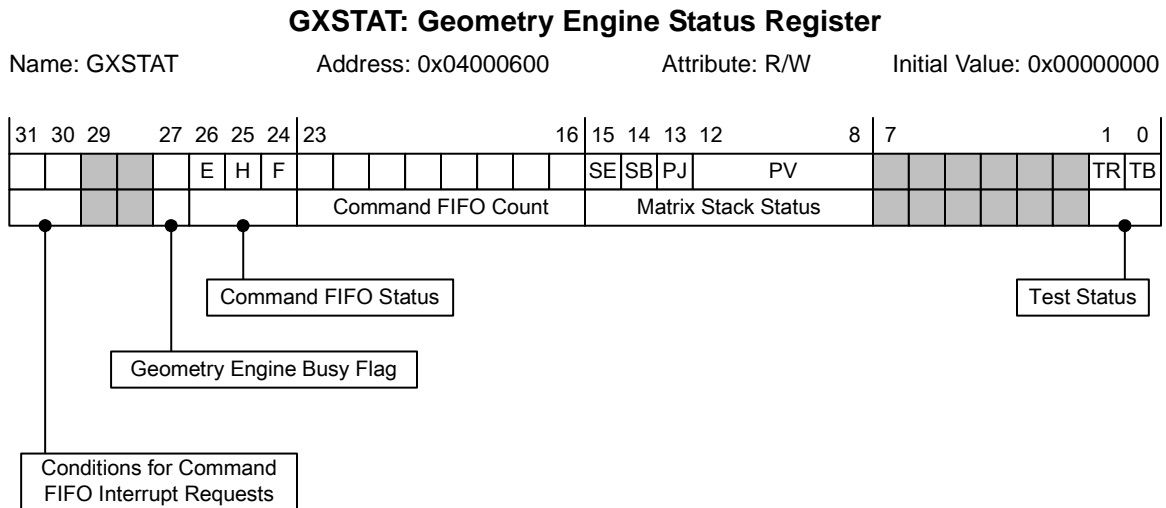 GXSTAT: Geometry Engine Status Register
Name: GXSTAT Address: 0x04000600 Attribute: R/W Initial Value: 0x00000000
31 30 29 27 26 25 24 23 16 15 14 13 12 8 7 1 0
E H F SE SB PJ PV TR TB
Command FIFO Count Matrix Stack Status
Command FIFO Status Test Status
Geometry Engine Busy Flag
Conditions for Command
FIFO Interrupt Requests